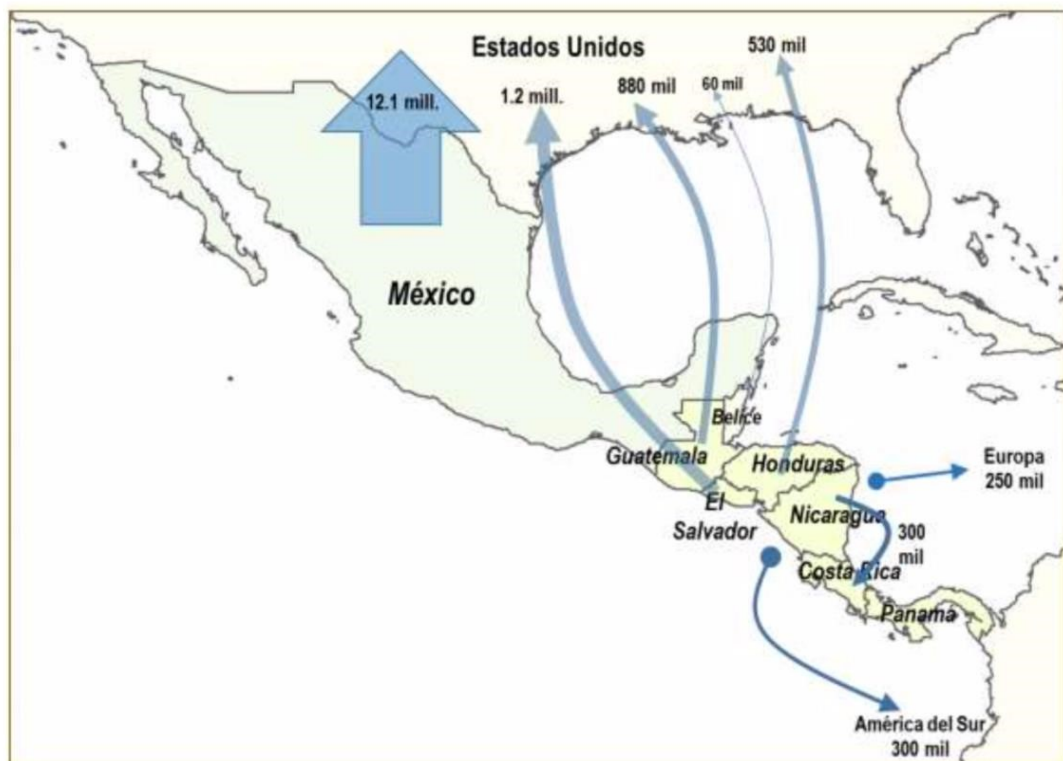 Estados Unidos
530 mil
12.1 mill.
1.2 mill.
880 mil
60 mil
México
Belice
Guatemala
Honduras
El
Salvador
Nicaragua
Europa
250 mil
300
mil
Costa Rica
Panamá
América del Sur
300 mil